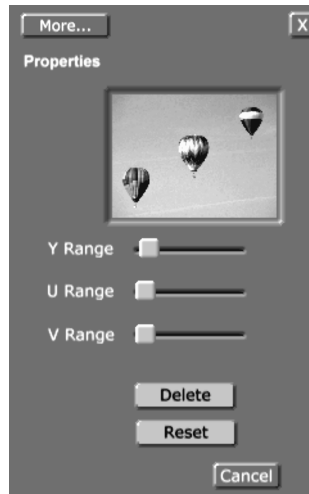 More...
X
Properties
Y Range
U Range
V Range
Delete
Reset
Cancel